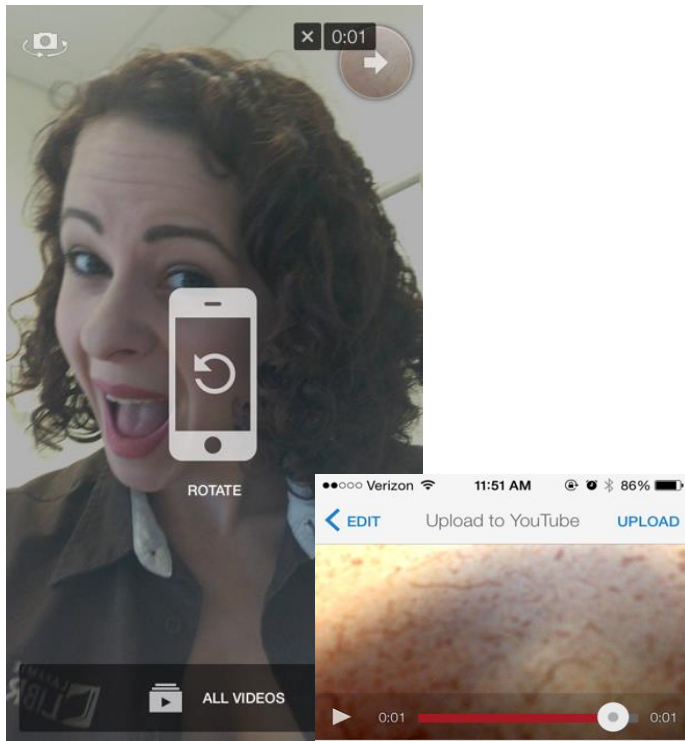 0:01
ROTATE
ALL VIDEOS
Verizon 11:51 AM 86%
EDIT Upload to YouTube UPLOAD
0:01 0:01